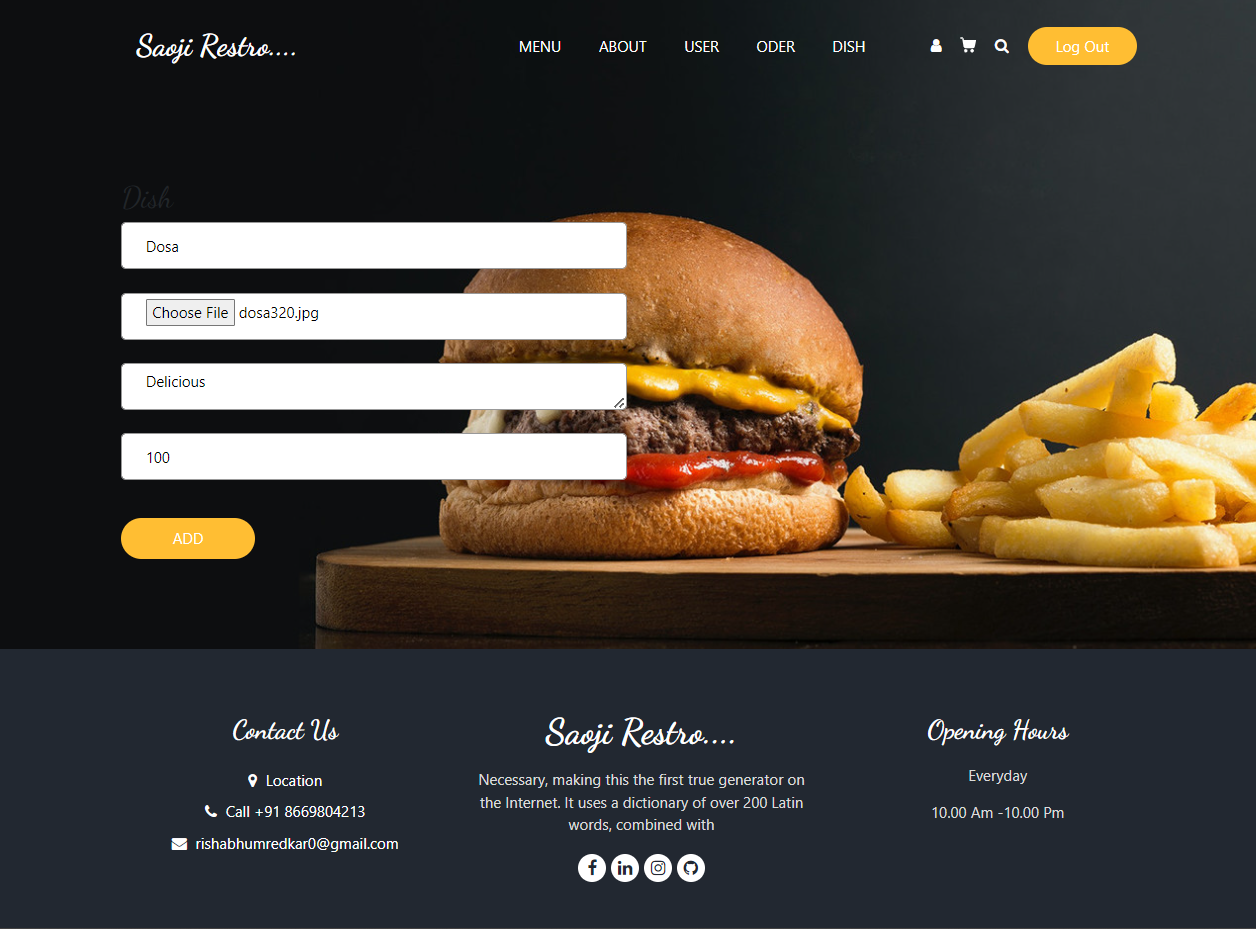 Saoji Restro....
MENU ABOUT USER ODER DISH Log Out
Dish
Dosa
Choose File dosa320.jpg
Delicious
100
ADD
Contact Us
Location
Call +91 8669804213
rishabhumredkar0@gmail.com
Saoji Restro....
Necessary, making this the first true generator on
the Internet. It uses a dictionary of over 200 Latin
words, combined with
f in
Opening Hours
Everyday
10.00 Am -10.00 Pm